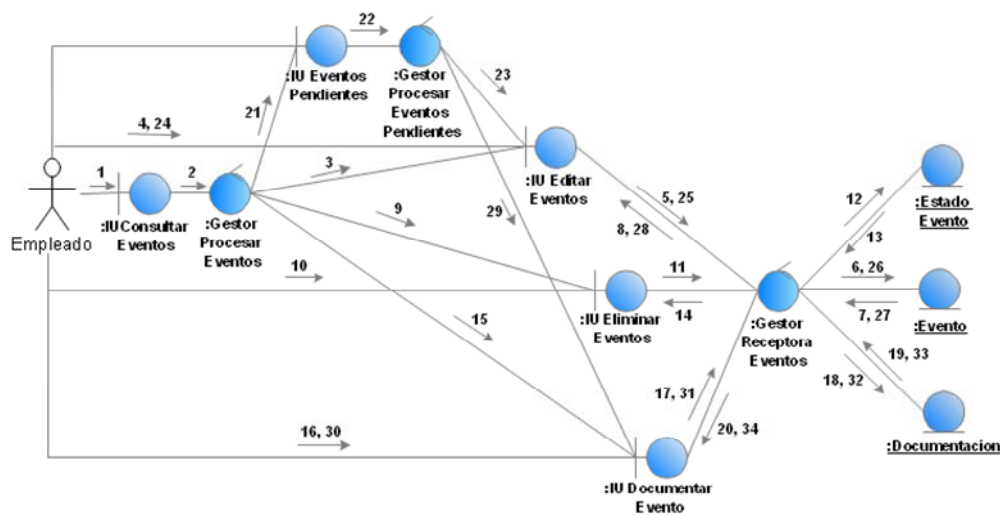 22
21
:IU Eventos
Pendientes
:Gestor
Procesar
Eventos
Pendientes
23
4, 24
1
2
3
Empleado
:IU Consultar
Eventos
:Gestor
Procesar
Eventos
:IU Editar
Eventos
9
29
5, 25
8, 28
12
13
:Estado
Evento
10
11
14
:IU Eliminar
Eventos
:Gestor
Receptora
Eventos
6, 26
7, 27
:Evento
15
17, 31
20, 34
19, 33
18, 32
:Documentacion
16, 30
:IU Documentar
Evento